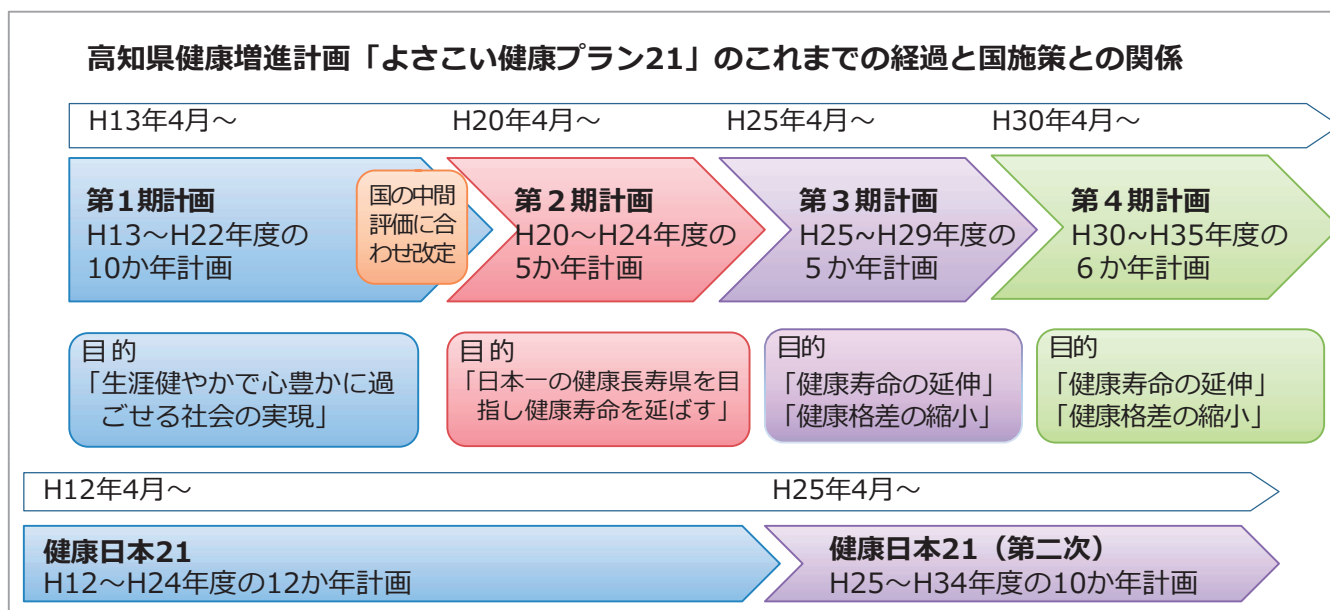 高知県健康増進計画「よさこい健康プラン21」のこれまでの経過と国施策との関係
H13年4月～
H20年4月～
H25年4月～
H30年4月～
第1期計画
H13～H22年度の
10か年計画
国の中間
評価に合
わせ改定
第２期計画
H20～H24年度の
5か年計画
第３期計画
H25~H29年度の
５か年計画
第４期計画
H30~H35年度の
６か年計画
目的
「生涯健やかで心豊かに過
ごせる社会の実現」
目的
「日本一の健康長寿県を目
指し健康寿命を延ばす」
目的
「健康寿命の延伸」
「健康格差の縮小」
目的
「健康寿命の延伸」
「健康格差の縮小」
H12年4月～
H25年4月～
健康日本21
H12～H24年度の12か年計画
健康日本21（第二次）
H25～H34年度の10か年計画